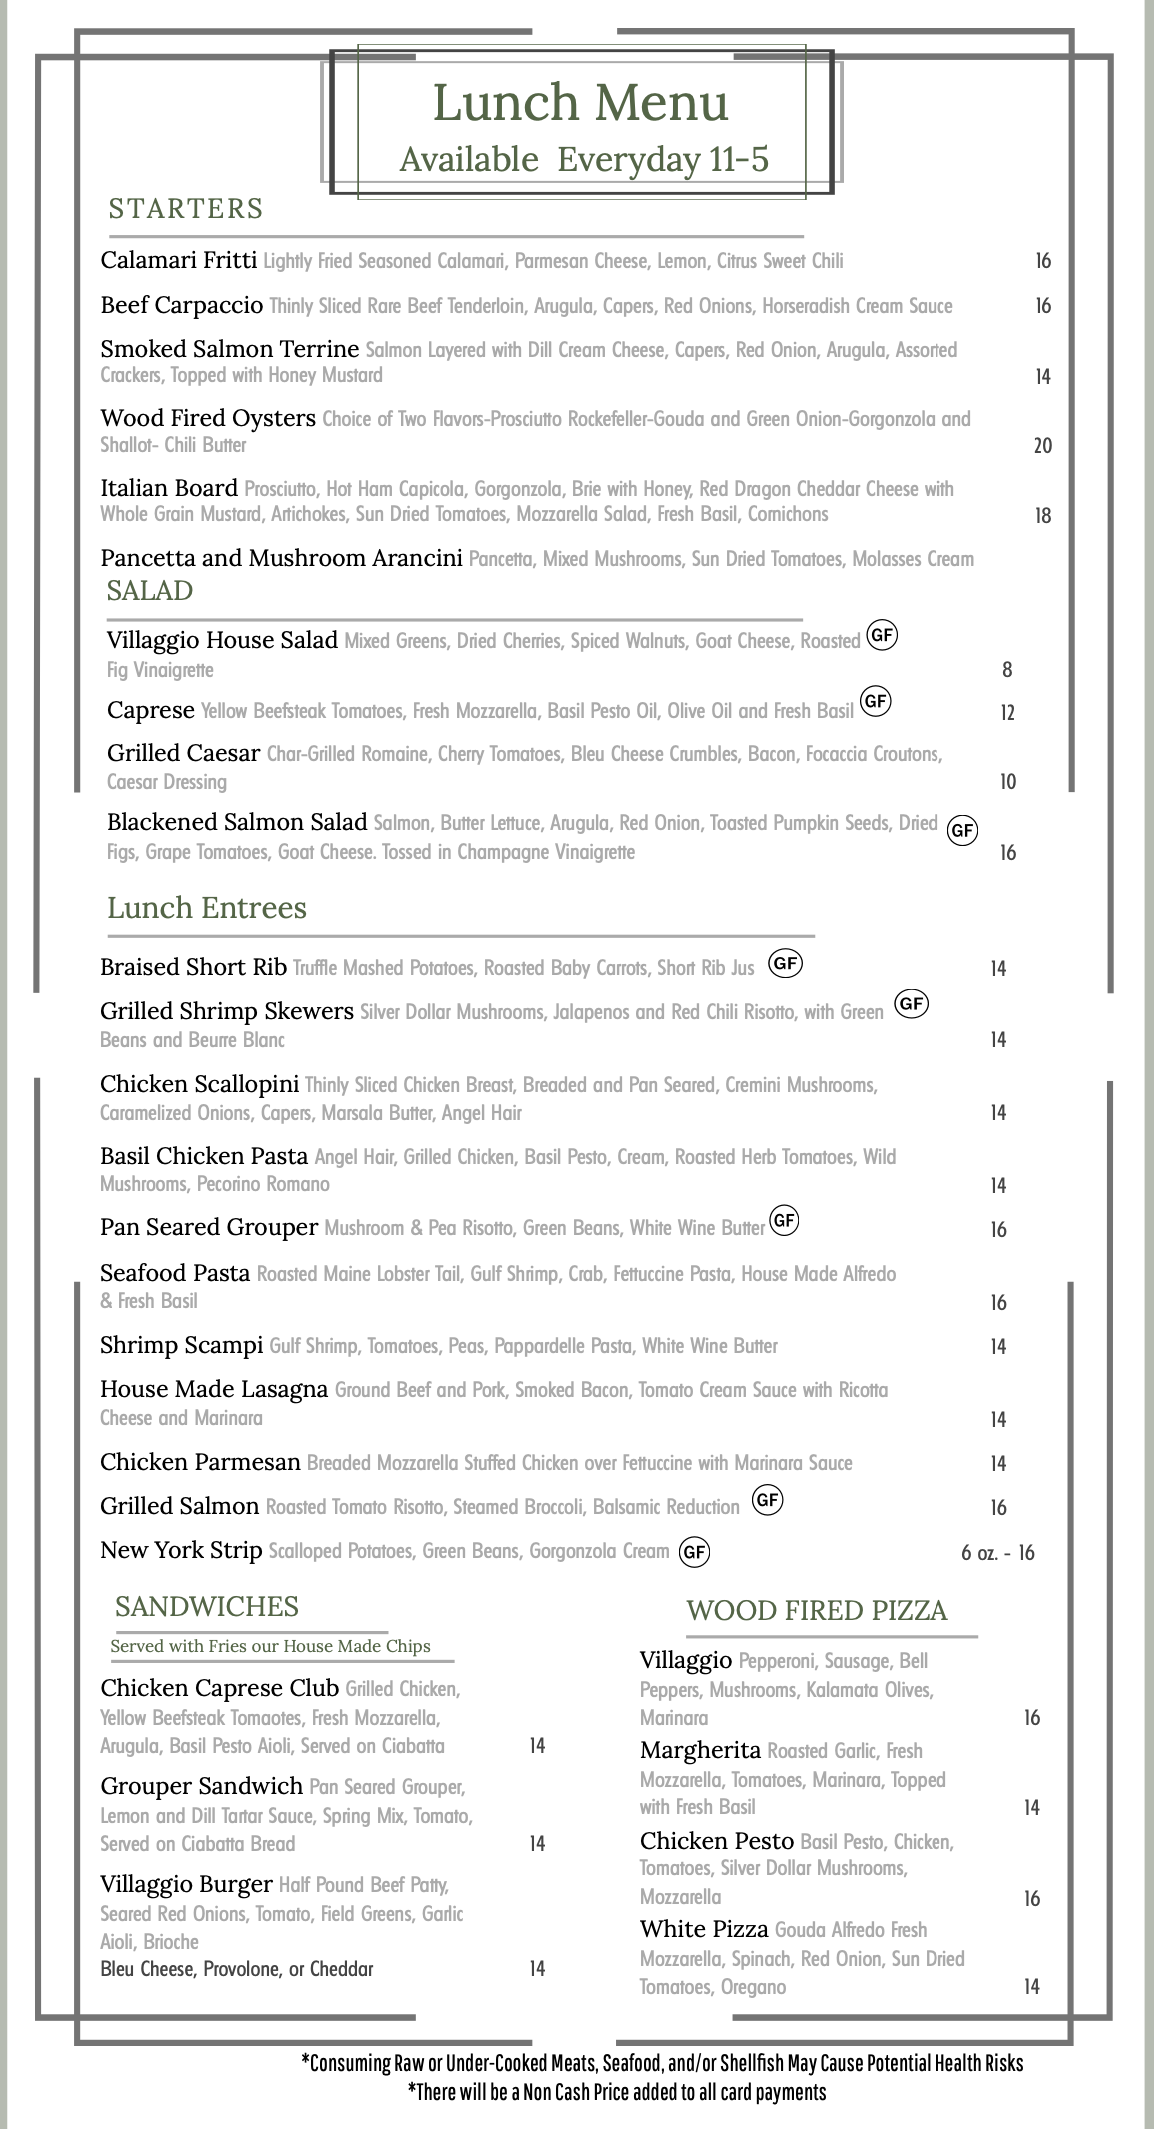 Lunch Menu
Available Everyday 11-5
STARTERS
Calamari Fritti Lightly Fried Seasoned Calamari, Parmesan Cheese, Lemon, Citrus Sweet Chili 16
Beef Carpaccio Thinly Sliced Rare Beef Tenderloin, Arugula, Capers, Red Onions, Horseradish Cream Sauce 16
Smoked Salmon Terrine Salmon Layered with Dill Cream Cheese, Capers, Red Onion, Arugula, Assorted
Crackers, Topped with Honey Mustard 14
Wood Fired Oysters Choice of Two Flavors-Prosciutto Rockefeller-Gouda and Green Onion-Gorgonzola and
Shallot- Chili Butter 20
Italian Board Prosciutto, Hot Ham Capicola, Gorgonzola, Brie with Honey, Red Dragon Cheddar Cheese with
Whole Grain Mustard, Artichokes, Sun Dried Tomatoes, Mozzarella Salad, Fresh Basil, Cornichons 18
Pancetta and Mushroom Arancini Pancetta, Mixed Mushrooms, Sun Dried Tomatoes, Molasses Cream
SALAD
Villaggio House Salad Mixed Greens, Dried Cherries, Spiced Walnuts, Goat Cheese, Roasted GF
Fig Vinaigrette 8
Caprese Yellow Beefsteak Tomatoes, Fresh Mozzarella, Basil Pesto Oil, Olive Oil and Fresh Basil GF 12
Grilled Caesar Char-Grilled Romaine, Cherry Tomatoes, Bleu Cheese Crumbles, Bacon, Focaccia Croutons,
Caesar Dressing 10
Blackened Salmon Salad Salmon, Butter Lettuce, Arugula, Red Onion, Toasted Pumpkin Seeds, Dried GF
Figs, Grape Tomatoes, Goat Cheese. Tossed in Champagne Vinaigrette 16
Lunch Entrees
Braised Short Rib Truffle Mashed Potatoes, Roasted Baby Carrots, Short Rib Jus GF 14
Grilled Shrimp Skewers Silver Dollar Mushrooms, Jalapenos and Red Chili Risotto, with Green GF
Beans and Beurre Blanc 14
Chicken Scallopini Thinly Sliced Chicken Breast, Breaded and Pan Seared, Cremini Mushrooms,
Caramelized Onions, Capers, Marsala Butter, Angel Hair 14
Basil Chicken Pasta Angel Hair, Grilled Chicken, Basil Pesto, Cream, Roasted Herb Tomatoes, Wild
Mushrooms, Pecorino Romano 14
Pan Seared Grouper Mushroom & Pea Risotto, Green Beans, White Wine Butter GF 16
Seafood Pasta Roasted Maine Lobster Tail, Gulf Shrimp, Crab, Fettuccine Pasta, House Made Alfredo
& Fresh Basil 16
Shrimp Scampi Gulf Shrimp, Tomatoes, Peas, Pappardelle Pasta, White Wine Butter 14
House Made Lasagna Ground Beef and Pork, Smoked Bacon, Tomato Cream Sauce with Ricotta
Cheese and Marinara 14
Chicken Parmesan Breaded Mozzarella Stuffed Chicken over Fettuccine with Marinara Sauce 14
Grilled Salmon Roasted Tomato Risotto, Steamed Broccoli, Balsamic Reduction GF 16
New York Strip Scalloped Potatoes, Green Beans, Gorgonzola Cream GF 6 oz. - 16
SANDWICHES
Served with Fries our House Made Chips
Chicken Caprese Club Grilled Chicken,
Yellow Beefsteak Tomaotes, Fresh Mozzarella,
Arugula, Basil Pesto Aioli, Served on Ciabatta 14
Grouper Sandwich Pan Seared Grouper,
Lemon and Dill Tartar Sauce, Spring Mix, Tomato,
Served on Ciabatta Bread 14
Villaggio Burger Half Pound Beef Patty,
Seared Red Onions, Tomato, Field Greens, Garlic
Aioli, Brioche
Bleu Cheese, Provolone, or Cheddar 14
WOOD FIRED PIZZA
Villaggio Pepperoni, Sausage, Bell
Peppers, Mushrooms, Kalamata Olives,
Marinara 16
Margherita Roasted Garlic, Fresh
Mozzarella, Tomatoes, Marinara, Topped
with Fresh Basil 14
Chicken Pesto Basil Pesto, Chicken,
Tomatoes, Silver Dollar Mushrooms,
Mozzarella 16
White Pizza Gouda Alfredo Fresh
Mozzarella, Spinach, Red Onion, Sun Dried
Tomatoes, Oregano 14
*Consuming Raw or Under-Cooked Meats, Seafood, and/or Shellfish May Cause Potential Health Risks
*There will be a Non Cash Price added to all card payments